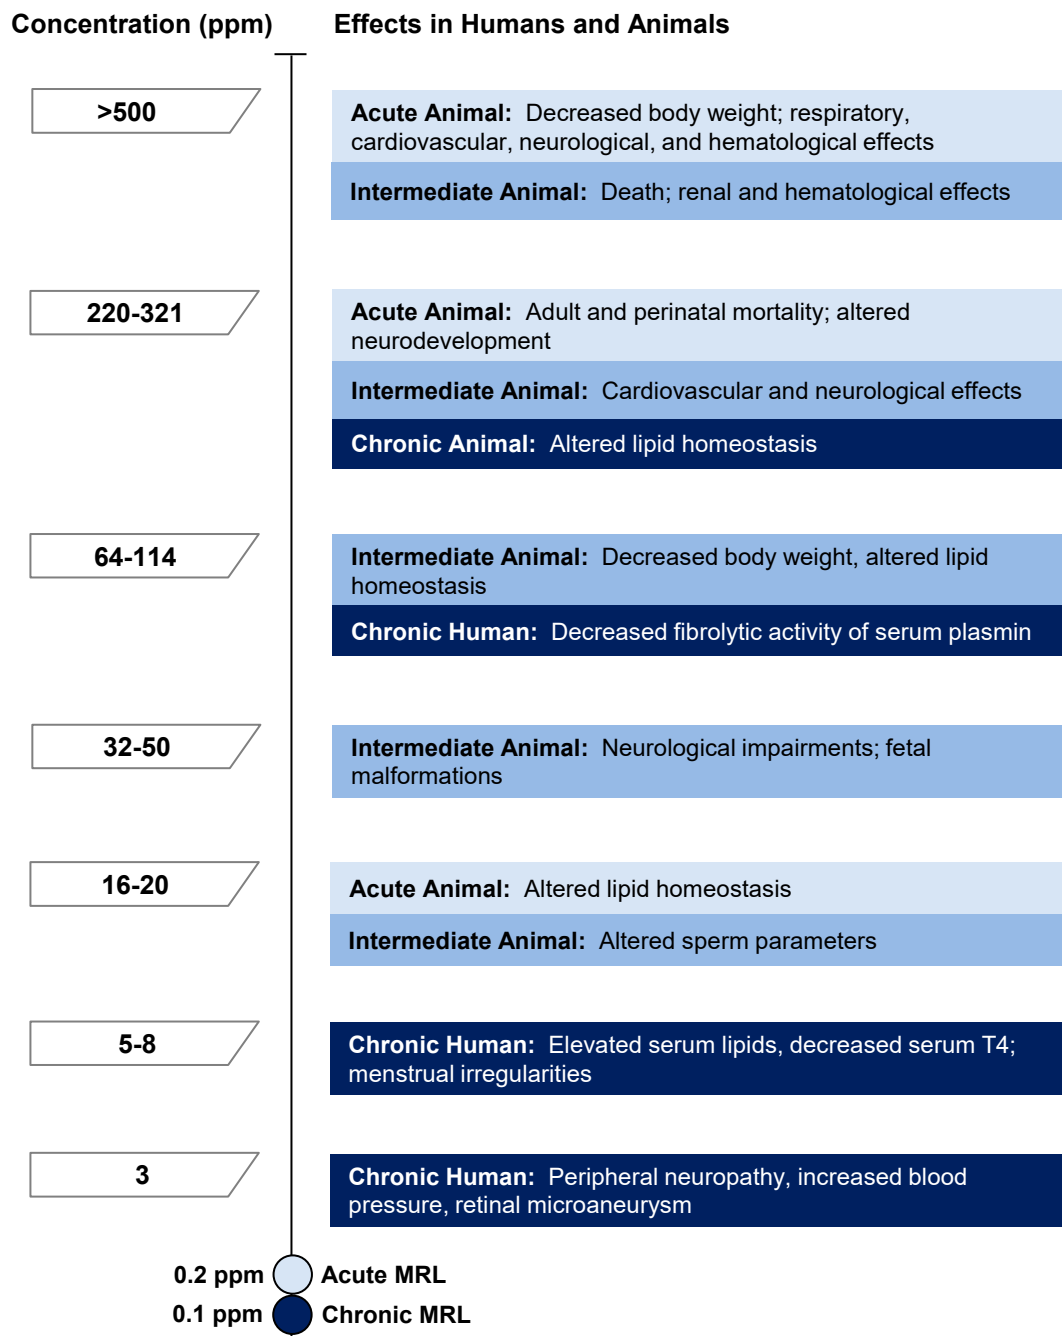 Concentration (ppm) Effects in Humans and Animals
>500
Acute Animal: Decreased body weight; respiratory,
cardiovascular, neurological, and hematological effects
Intermediate Animal: Death; renal and hematological effects
220-321
Acute Animal: Adult and perinatal mortality; altered
neurodevelopment
Intermediate Animal: Cardiovascular and neurological effects
Chronic Animal: Altered lipid homeostasis
64-114
Intermediate Animal: Decreased body weight, altered lipid
homeostasis
Chronic Human: Decreased fibrolytic activity of serum plasmin
32-50
Intermediate Animal: Neurological impairments; fetal
malformations
16-20
Acute Animal: Altered lipid homeostasis
Intermediate Animal: Altered sperm parameters
5-8
Chronic Human: Elevated serum lipids, decreased serum T4;
menstrual irregularities
3
Chronic Human: Peripheral neuropathy, increased blood
pressure, retinal microaneurysm
0.2 ppm Acute MRL
0.1 ppm Chronic MRL